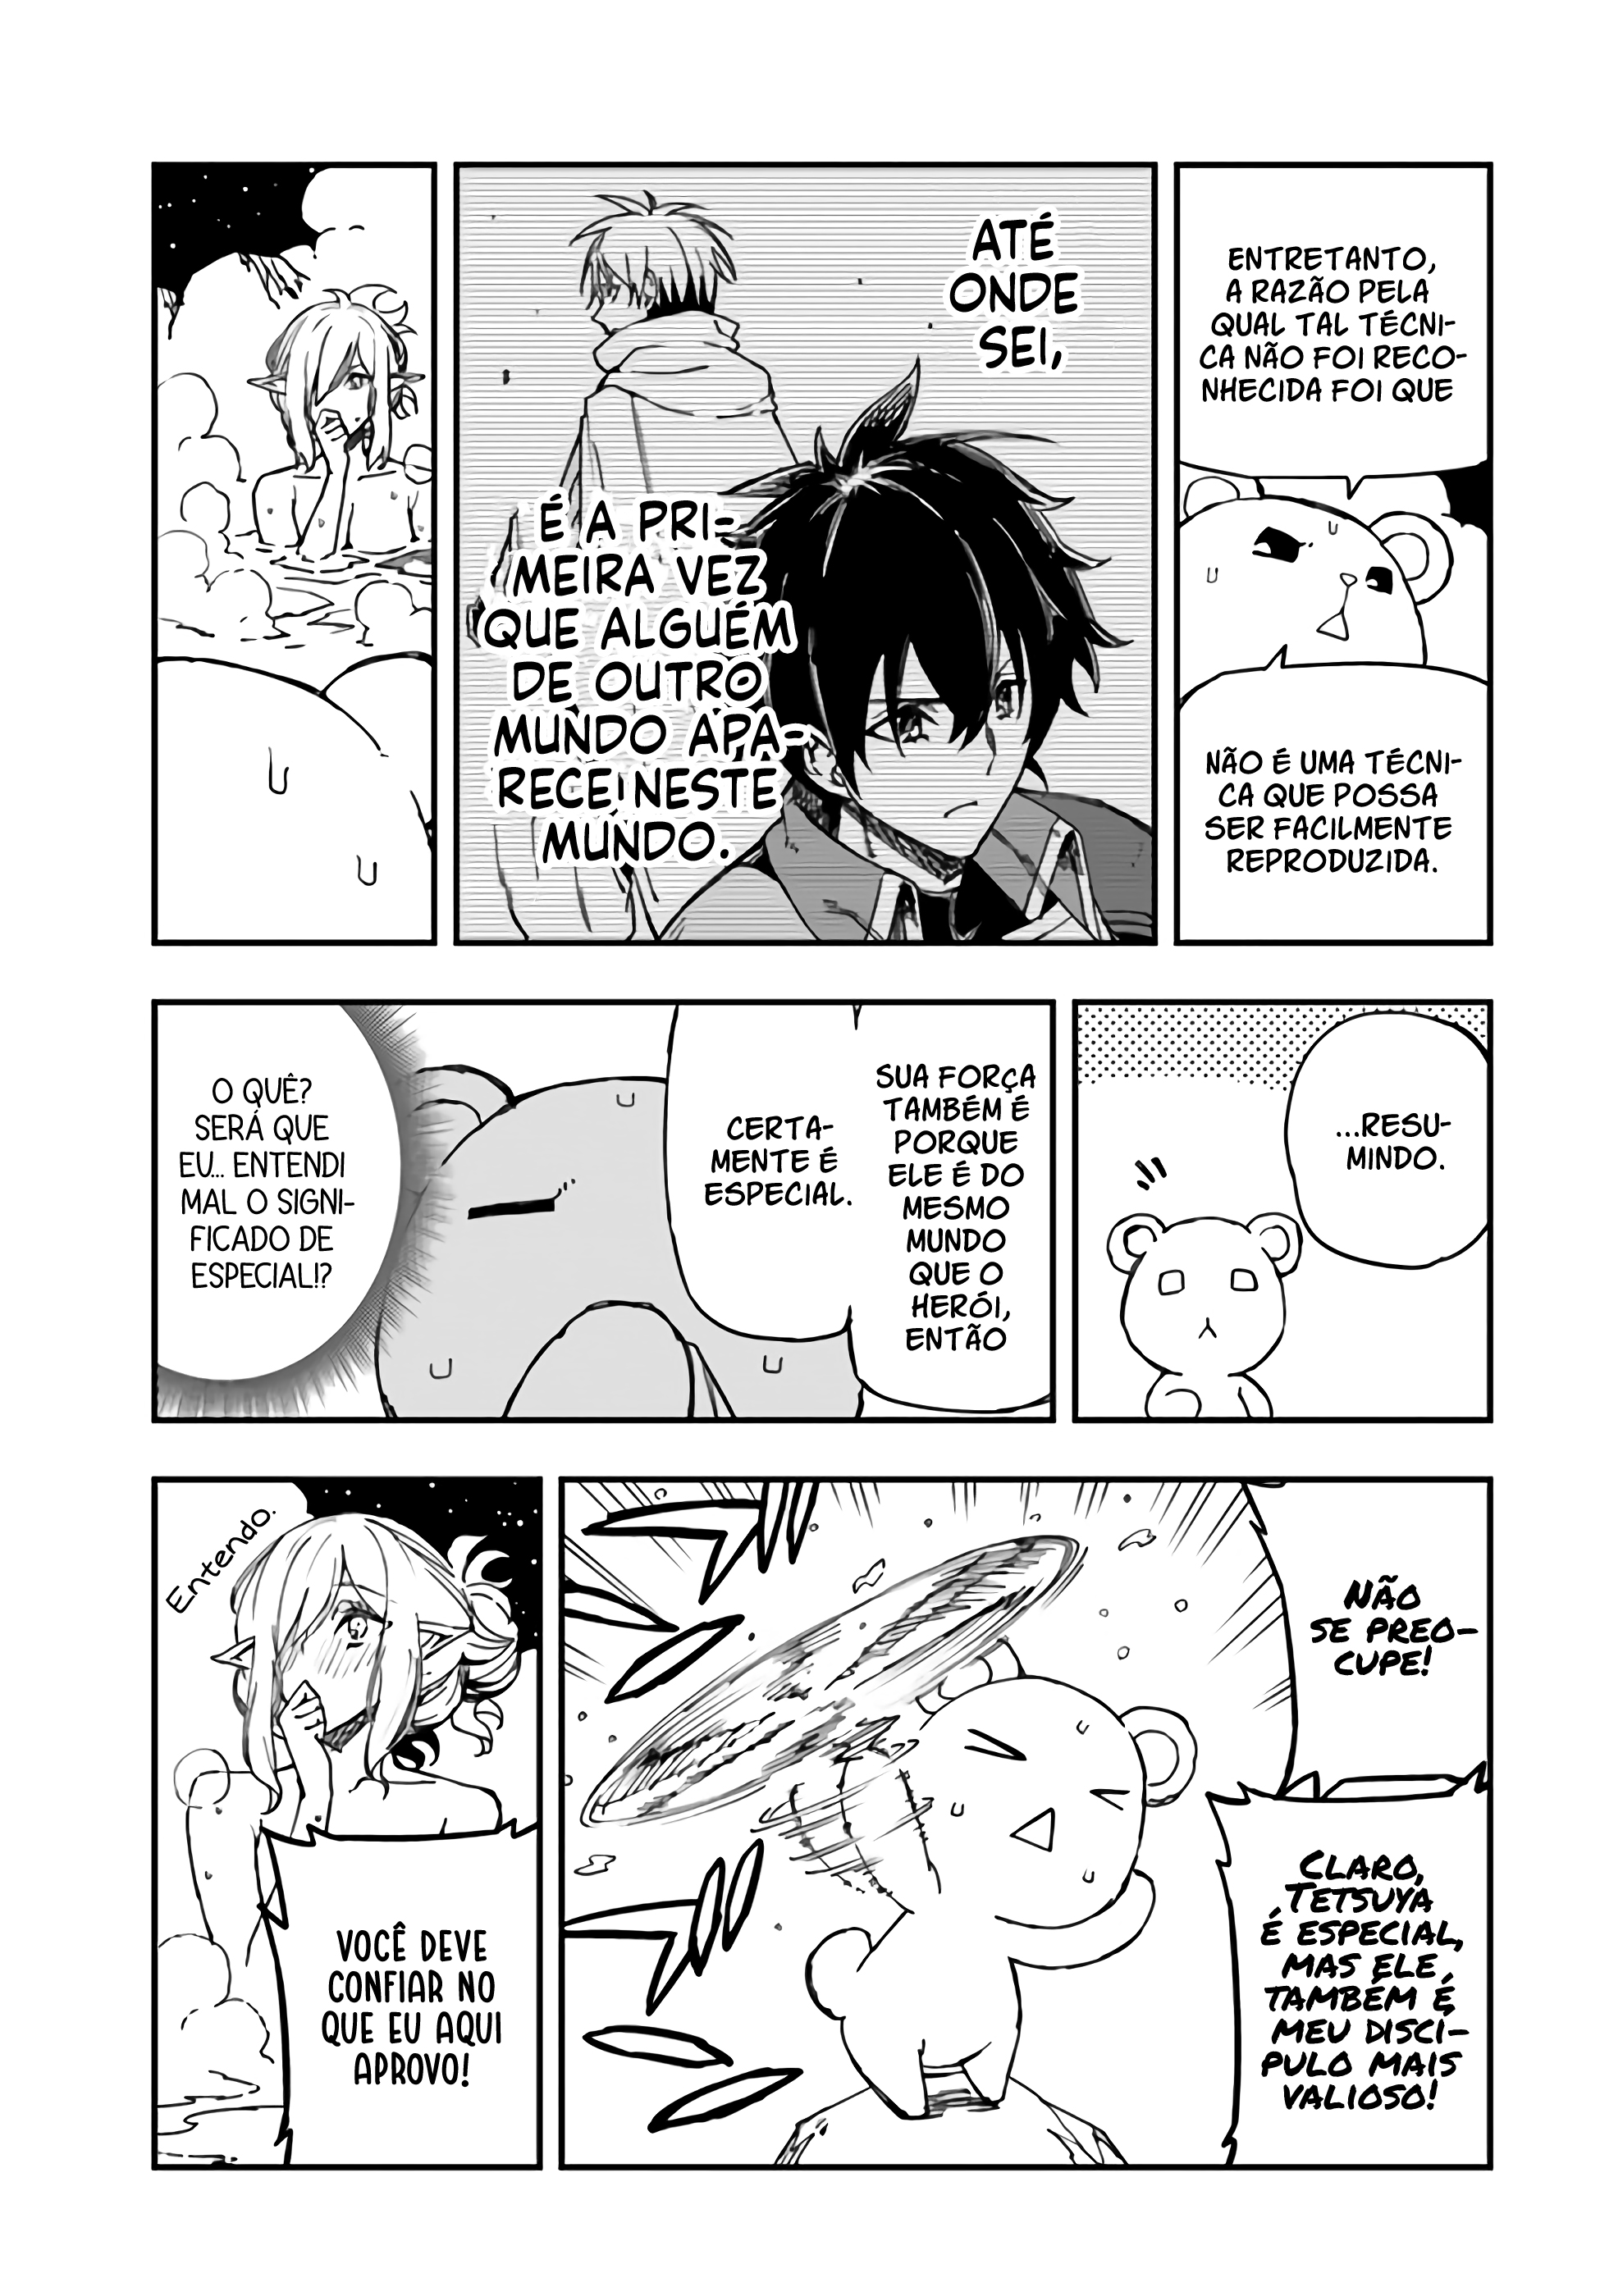 ENTRETANTO,
A RAZÃO PELA
QUAL TAL TÉCNI-
CA NÃO FOI RECO-
NHECIDA FOI QUE
NÃO É UMA TÉCNI-
CA QUE POSSA
SER FACILMENTE
REPRODUZIDA.
ATÉ
ONDE
SEI,
É A PRI-
MEIRA VEZ
QUE ALGUÉM
DE OUTRO
MUNDO APA-
RECE NESTE
MUNDO.
...RESU-
MINDO.
SUA FORÇA
TAMBÉM É
PORQUE
ELE É DO
MESMO
MUNDO
QUE O
HERÓI,
ENTÃO
CERTA-
MENTE É
ESPECIAL.
O QUÊ?
SERÁ QUE
EU... ENTENDI
MAL O SIGNI-
FICADO DE
ESPECIAL!?
NÃO
SE PREO-
CUPE!
CLARO,
TETSUYA
É ESPECIAL,
MAS ELE
TAMBÉM É
MEU DISCÍ-
PULO MAIS
VALIOSO!
Entendo.
VOCÊ DEVE
CONFIAR NO
QUE EU AQUI
APROVO!